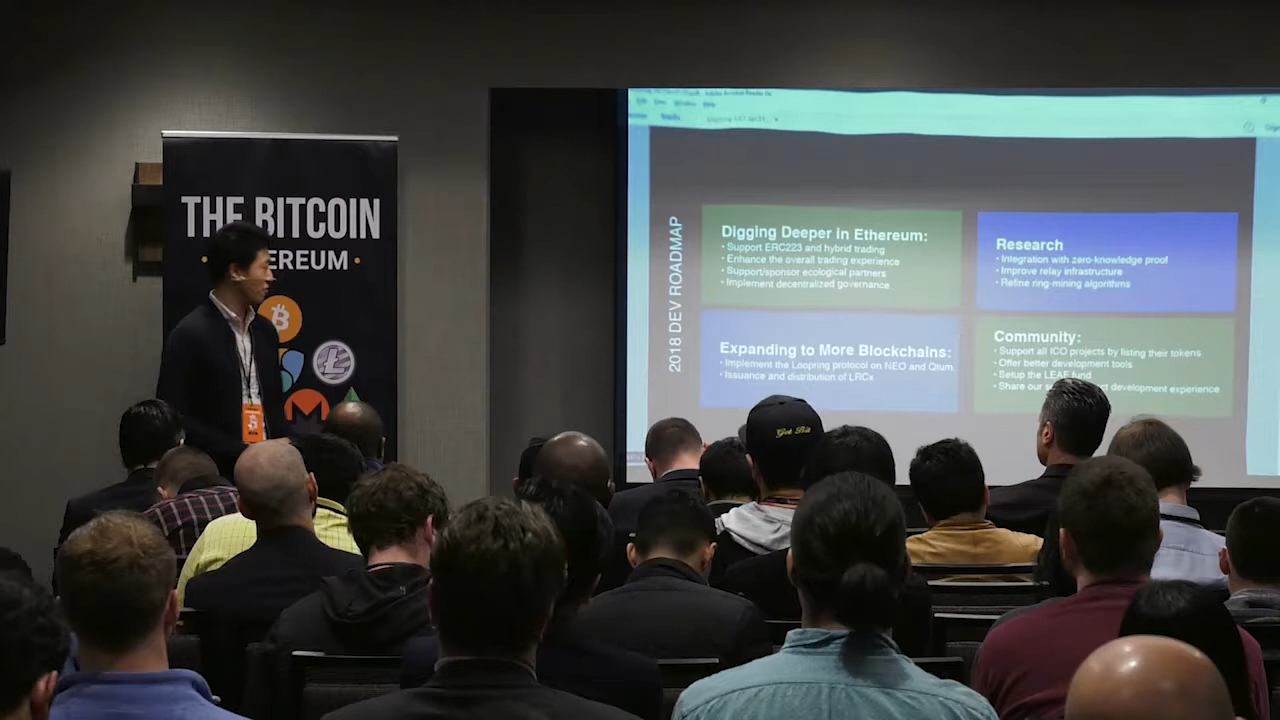 THE BITCOIN
EREUM
2018 DEV ROADMAP
Digging Deeper in Ethereum:
• Support ERC223 and hybrid trading
• Enhance the overall trading experience
• Support/sponsor ecological partners
• Implement decentralized governance
Research
• Integration with zero-knowledge proof
• Improve relay infrastructure
• Refine ring-mining algorithms
Expanding to More Blockchains:
• Implement the Loopring protocol on NEO and Qtum
• Issuance and distribution of LRCx
Community:
• Support all ICO projects by listing their tokens
• Offer better development tools
• Setup the LEAF fund
• Share our development experience
Get Bit